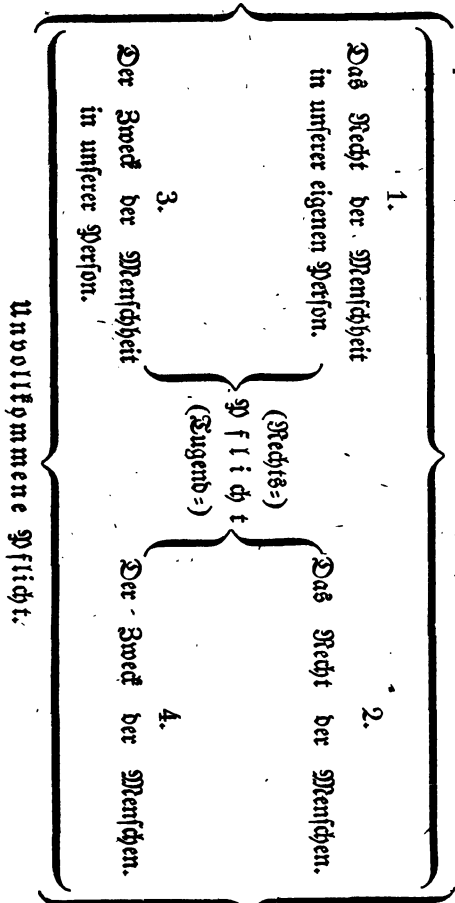 1.
Das Recht der Menschheit
in unserer eigenen Person.
2.
Das Recht der Menschen.
(Rechts=)
Pflicht
(Tugend=)
3.
Der Zweck der Menschheit
in unserer Person.
4.
Der Zweck der Menschen.
Unvollkommene Pflicht.